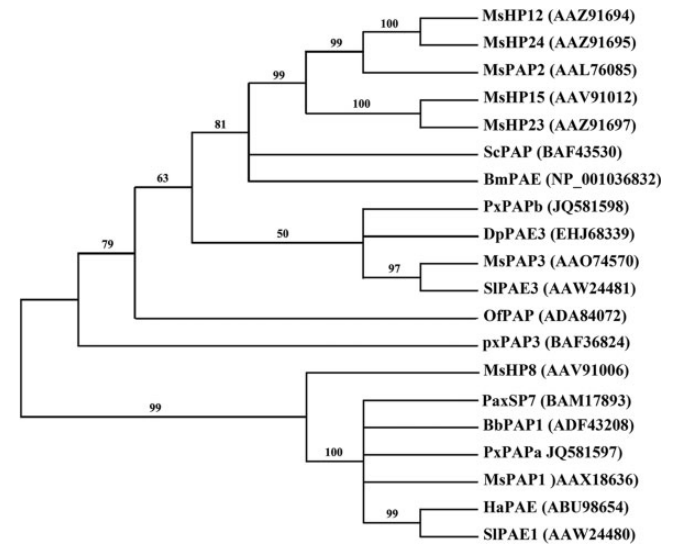 MsHP12 (AAZ91694)
100
MsHP24 (AAZ91695)
99
MsPAP2 (AAL76085)
99
MsHP15 (AAV91012)
100
MsHP23 (AAZ91697)
81
ScPAP (BAF43530)
BmPAE (NP_001036832)
63
PxPAPb (JQ581598)
50
DpPAE3 (EHJ68339)
79
MsPAP3 (AAO74570)
97
SlPAE3 (AAW24481)
OfPAP (ADA84072)
pxPAP3 (BAF36824)
MsHP8 (AAV91006)
99
PaxSP7 (BAM17893)
BbPAP1 (ADF43208)
PxPAPa JQ581597)
100
MsPAP1 )AAX18636)
HaPAE (ABU98654)
99
SlPAE1 (AAW24480)